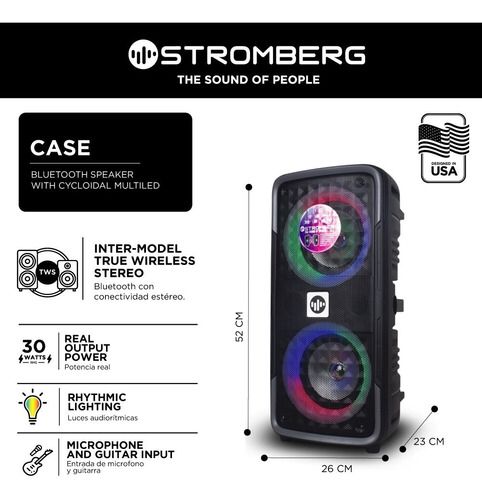 STROMBERG
THE SOUND OF PEOPLE
CASE
BLUETOOTH SPEAKER
WITH CYCLOIDAL MULTILED
DESIGNED IN
USA
TWS
INTER-MODEL
TRUE WIRELESS
STEREO
Bluetooth con
conectividad estéreo.
30
WATTS
REAL
OUTPUT
POWER
Potencia real
RHYTHMIC
LIGHTING
Luces audiorítmicas
MICROPHONE
AND GUITAR INPUT
Entrada de microfono
y guitarra
52 CM
26 CM
23 CM